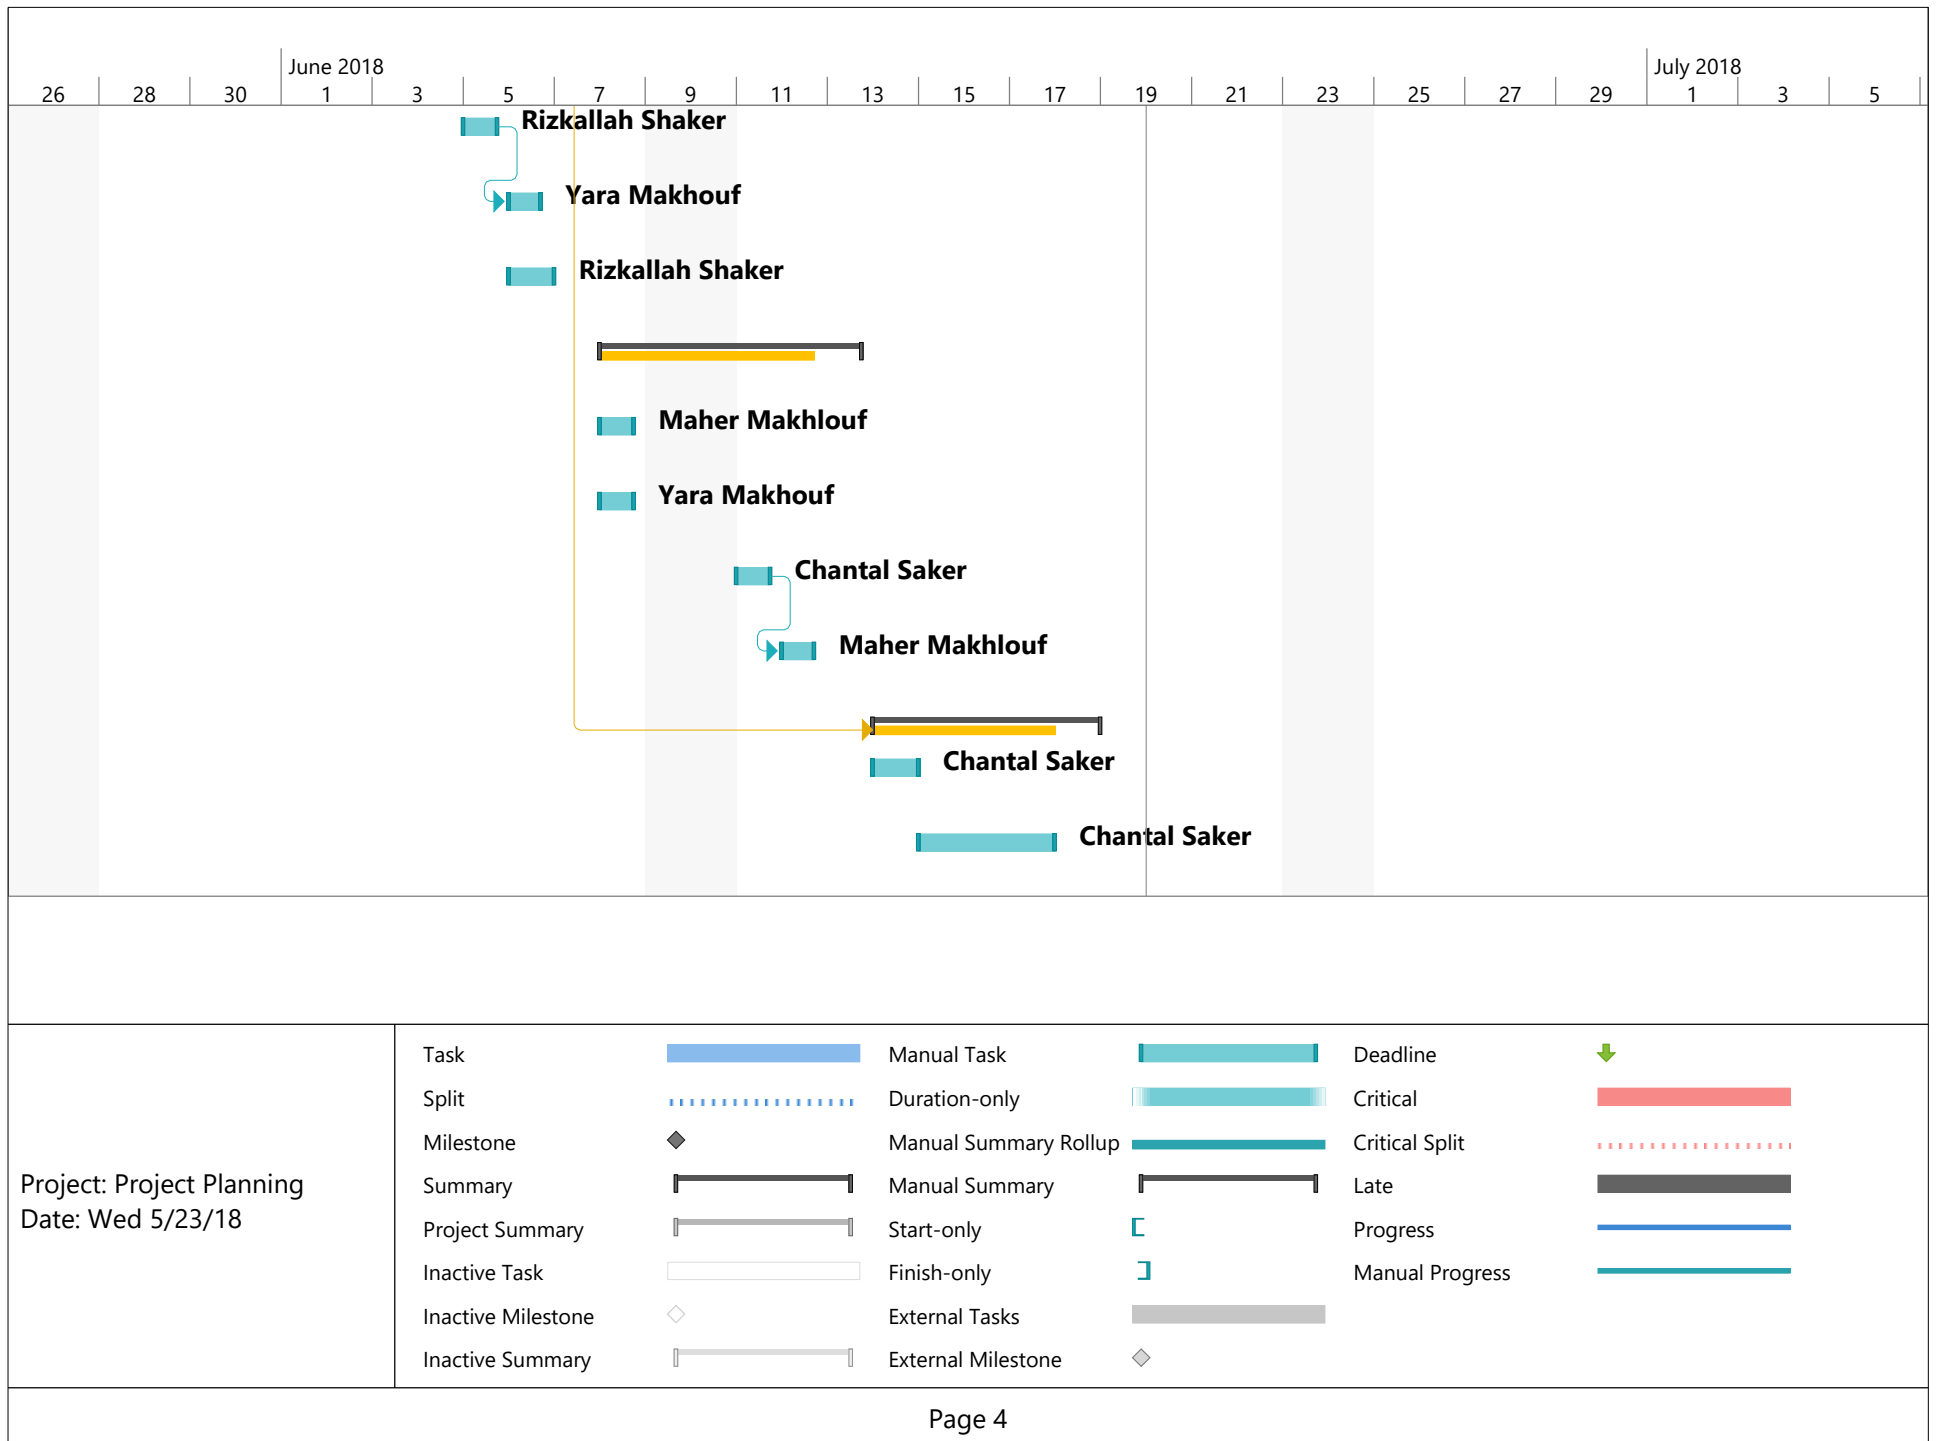 June 2018
July 2018
26 28 30 1 3 5 7 9 11 13 15 17 19 21 23 25 27 29 1 3 5
Rizkallah Shaker
Yara Makhouf
Rizkallah Shaker
Maher Makhlouf
Yara Makhouf
Chantal Saker
Maher Makhlouf
Chantal Saker
Chantal Saker
Project: Project Planning
Date: Wed 5/23/18
Task
Split
Milestone
Summary
Project Summary
Inactive Task
Inactive Milestone
Inactive Summary
Manual Task
Duration-only
Manual Summary Rollup
Manual Summary
Start-only
Finish-only
External Tasks
External Milestone
Deadline
Critical
Critical Split
Late
Progress
Manual Progress
Page 4